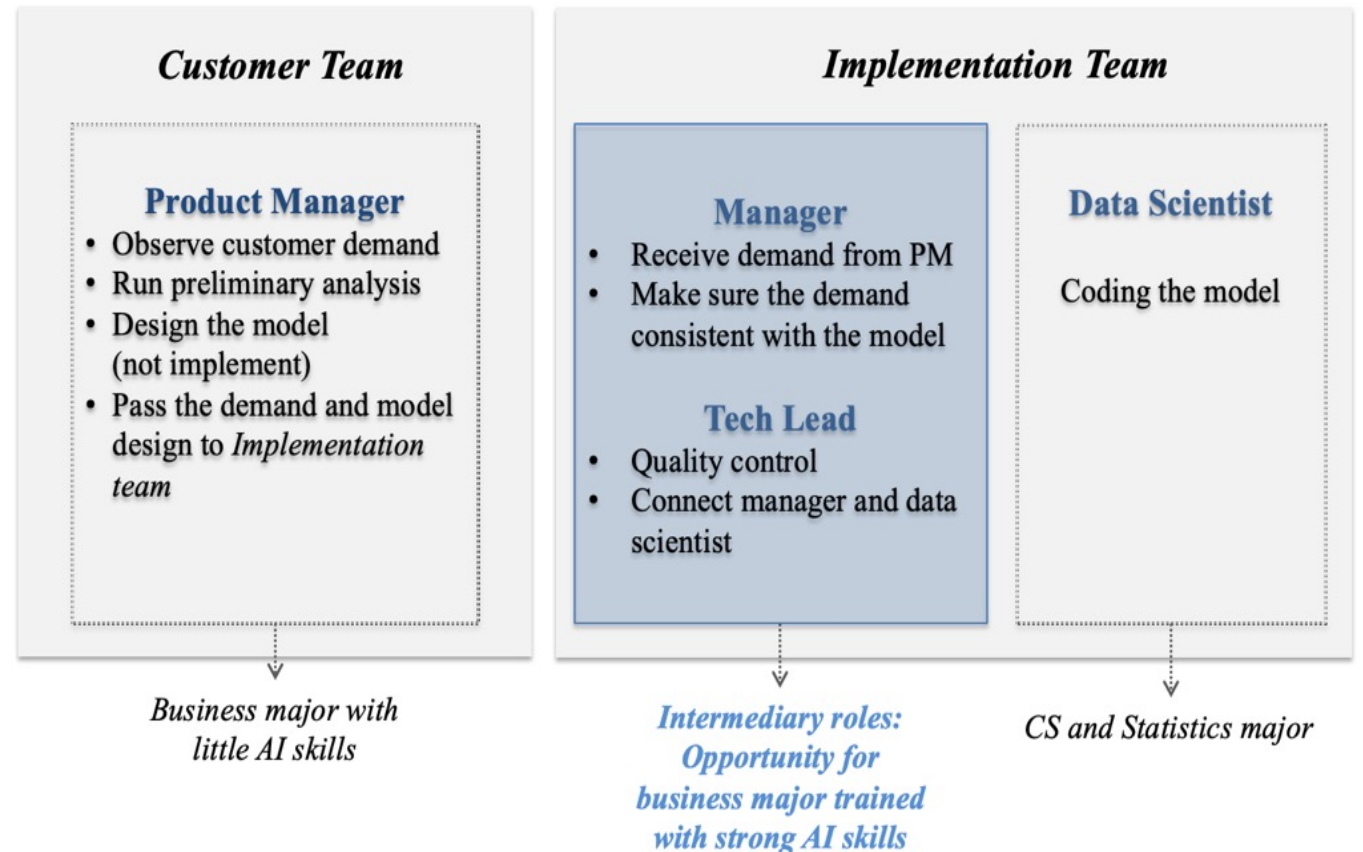 Customer Team
Product Manager
• Observe customer demand
• Run preliminary analysis
• Design the model
(not implement)
• Pass the demand and model
design to Implementation
team
Business major with
little AI skills
Implementation Team
Manager
• Receive demand from PM
• Make sure the demand
consistent with the model
Tech Lead
• Quality control
• Connect manager and data
scientist
Intermediary roles:
Opportunity for
business major trained
with strong AI skills
Data Scientist
Coding the model
CS and Statistics major